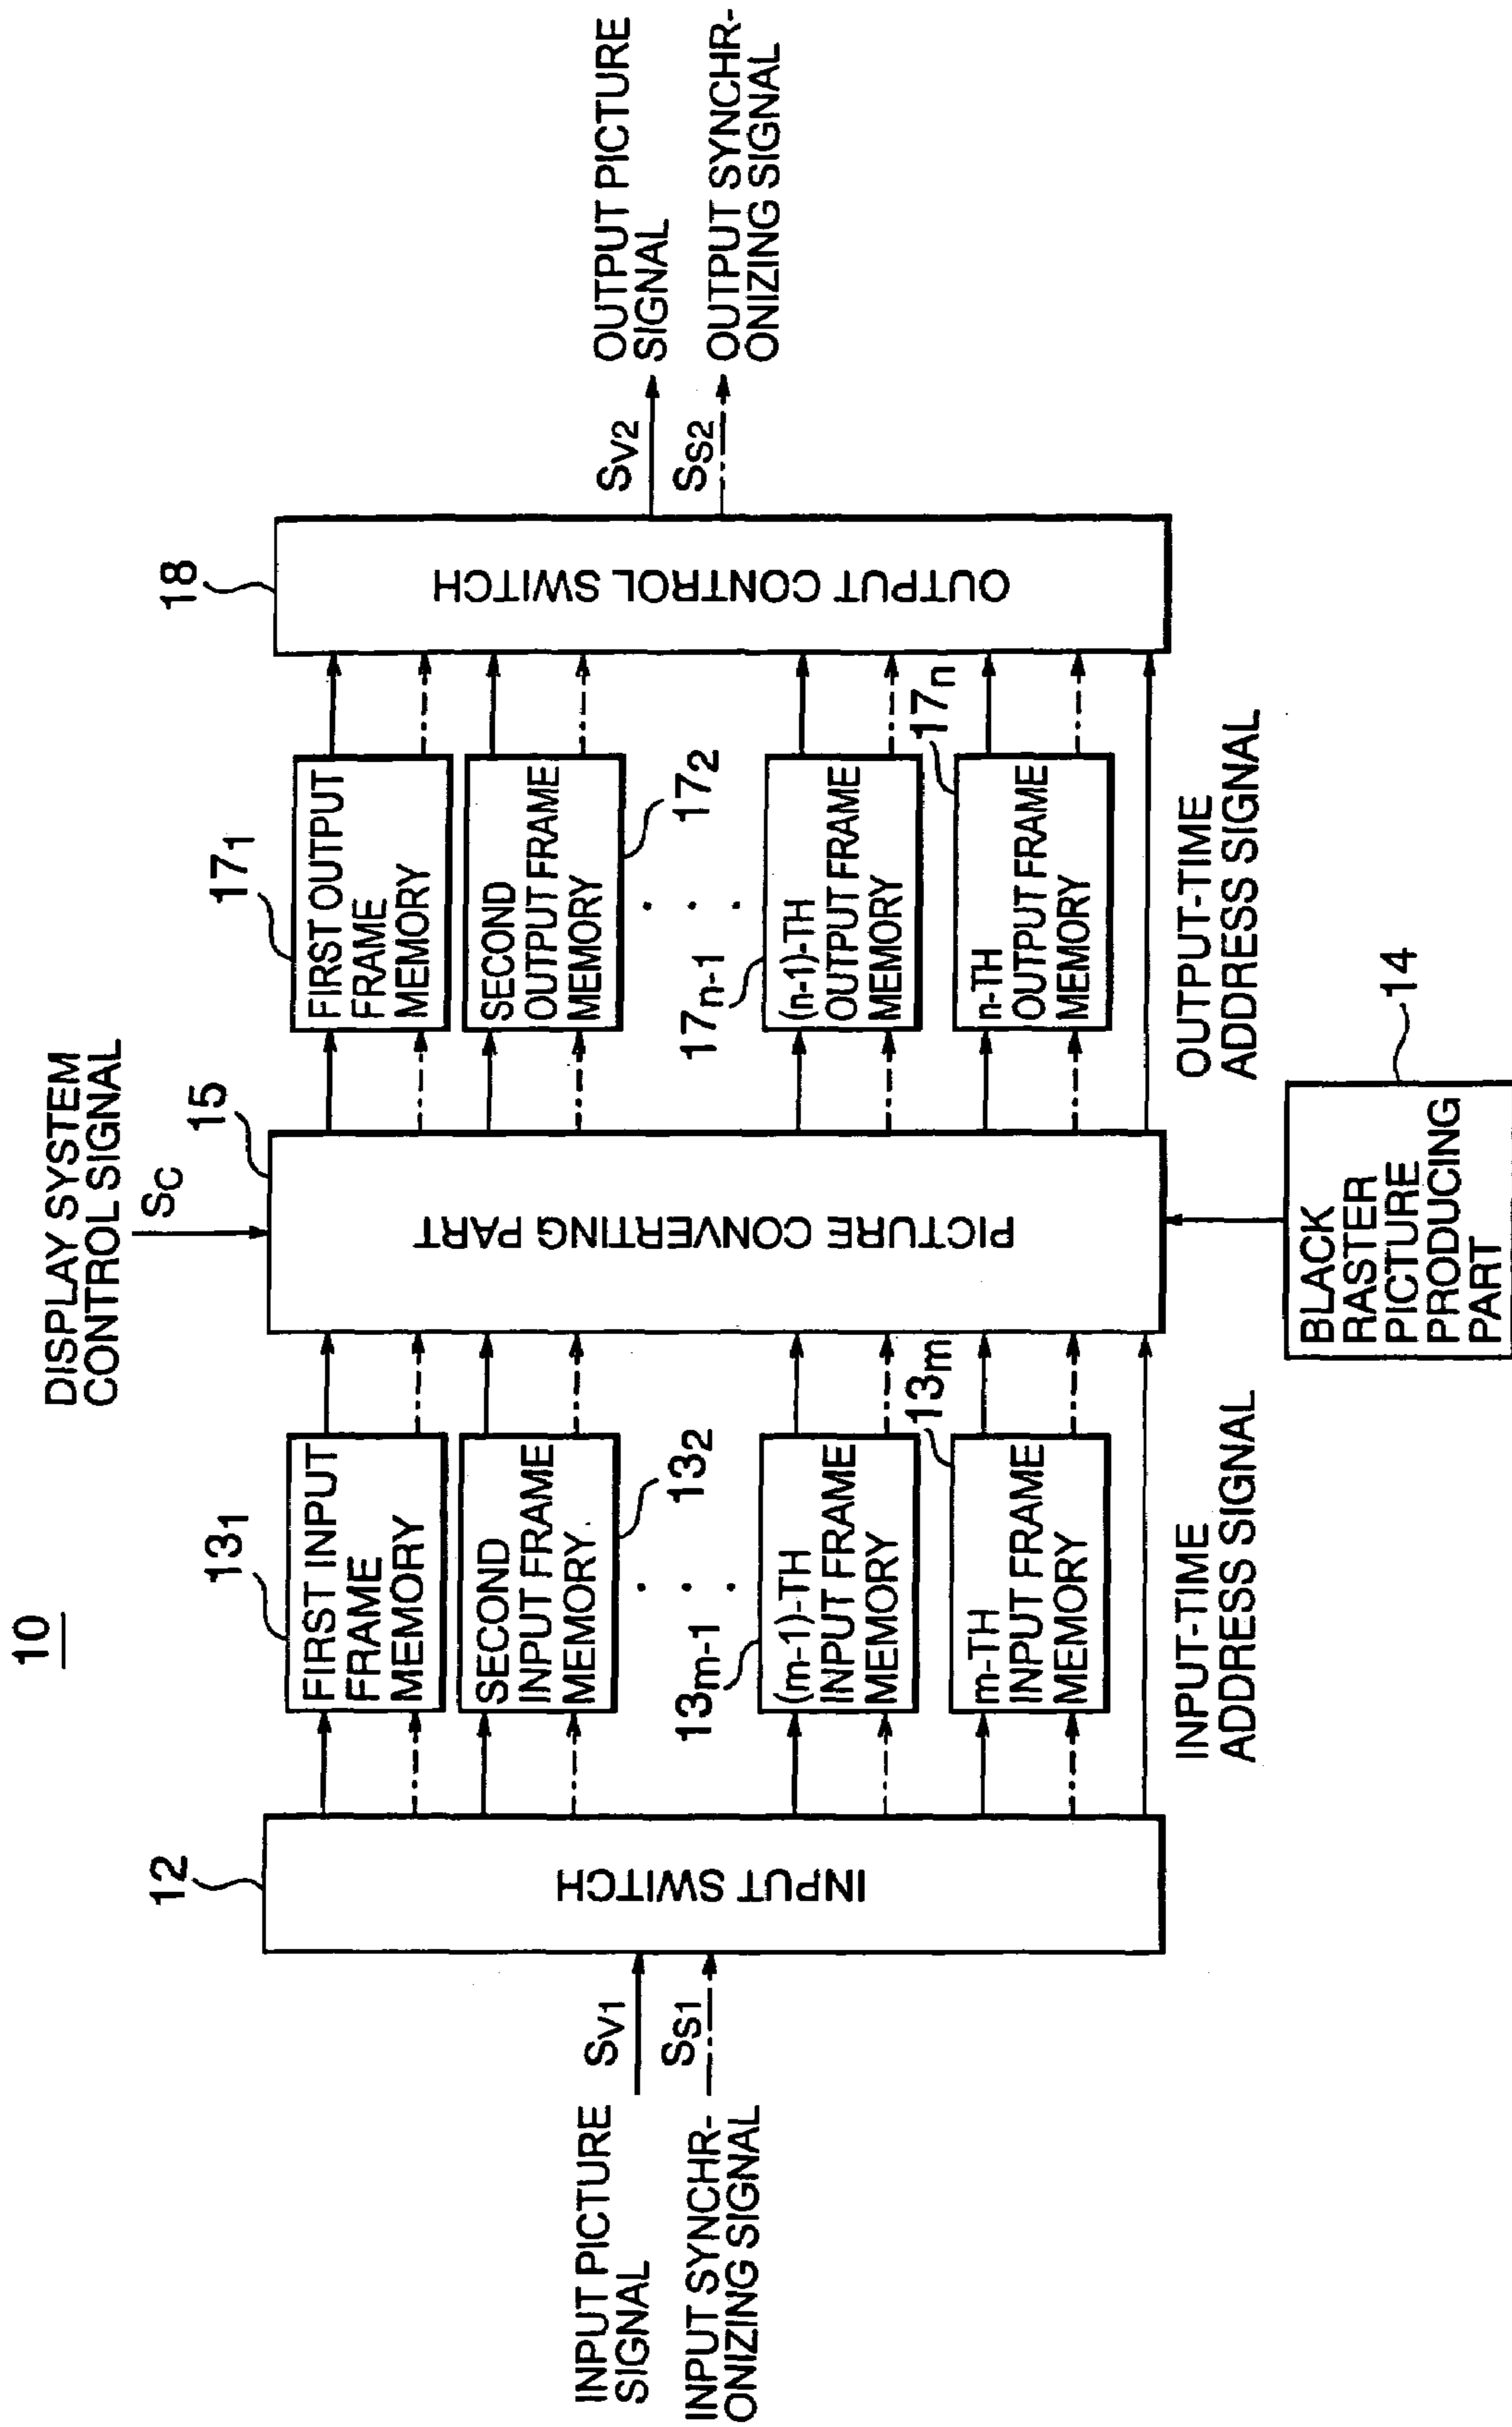 10
DISPLAY SYSTEM
CONTROL SIGNAL
SC
12
INPUT SWITCH
INPUT PICTURE
SIGNAL
SV1
INPUT SYNCHR-
ONIZING SIGNAL
SS1
131
FIRST INPUT
FRAME
MEMORY
132
SECOND
INPUT FRAME
MEMORY
. . .
13m-1
(m-1)-TH
INPUT FRAME
MEMORY
13m
m-TH
INPUT FRAME
MEMORY
INPUT-TIME
ADDRESS SIGNAL
15
PICTURE CONVERTING PART
14
BLACK
RASTER
PICTURE
PRODUCING
PART
171
FIRST OUTPUT
FRAME
MEMORY
172
SECOND
OUTPUT FRAME
MEMORY
. . .
17n-1
(n-1)-TH
OUTPUT FRAME
MEMORY
17n
n-TH
OUTPUT FRAME
MEMORY
OUTPUT-TIME
ADDRESS SIGNAL
18
OUTPUT CONTROL SWITCH
SV2
OUTPUT PICTURE
SIGNAL
SS2
OUTPUT SYNCHR-
ONIZING SIGNAL